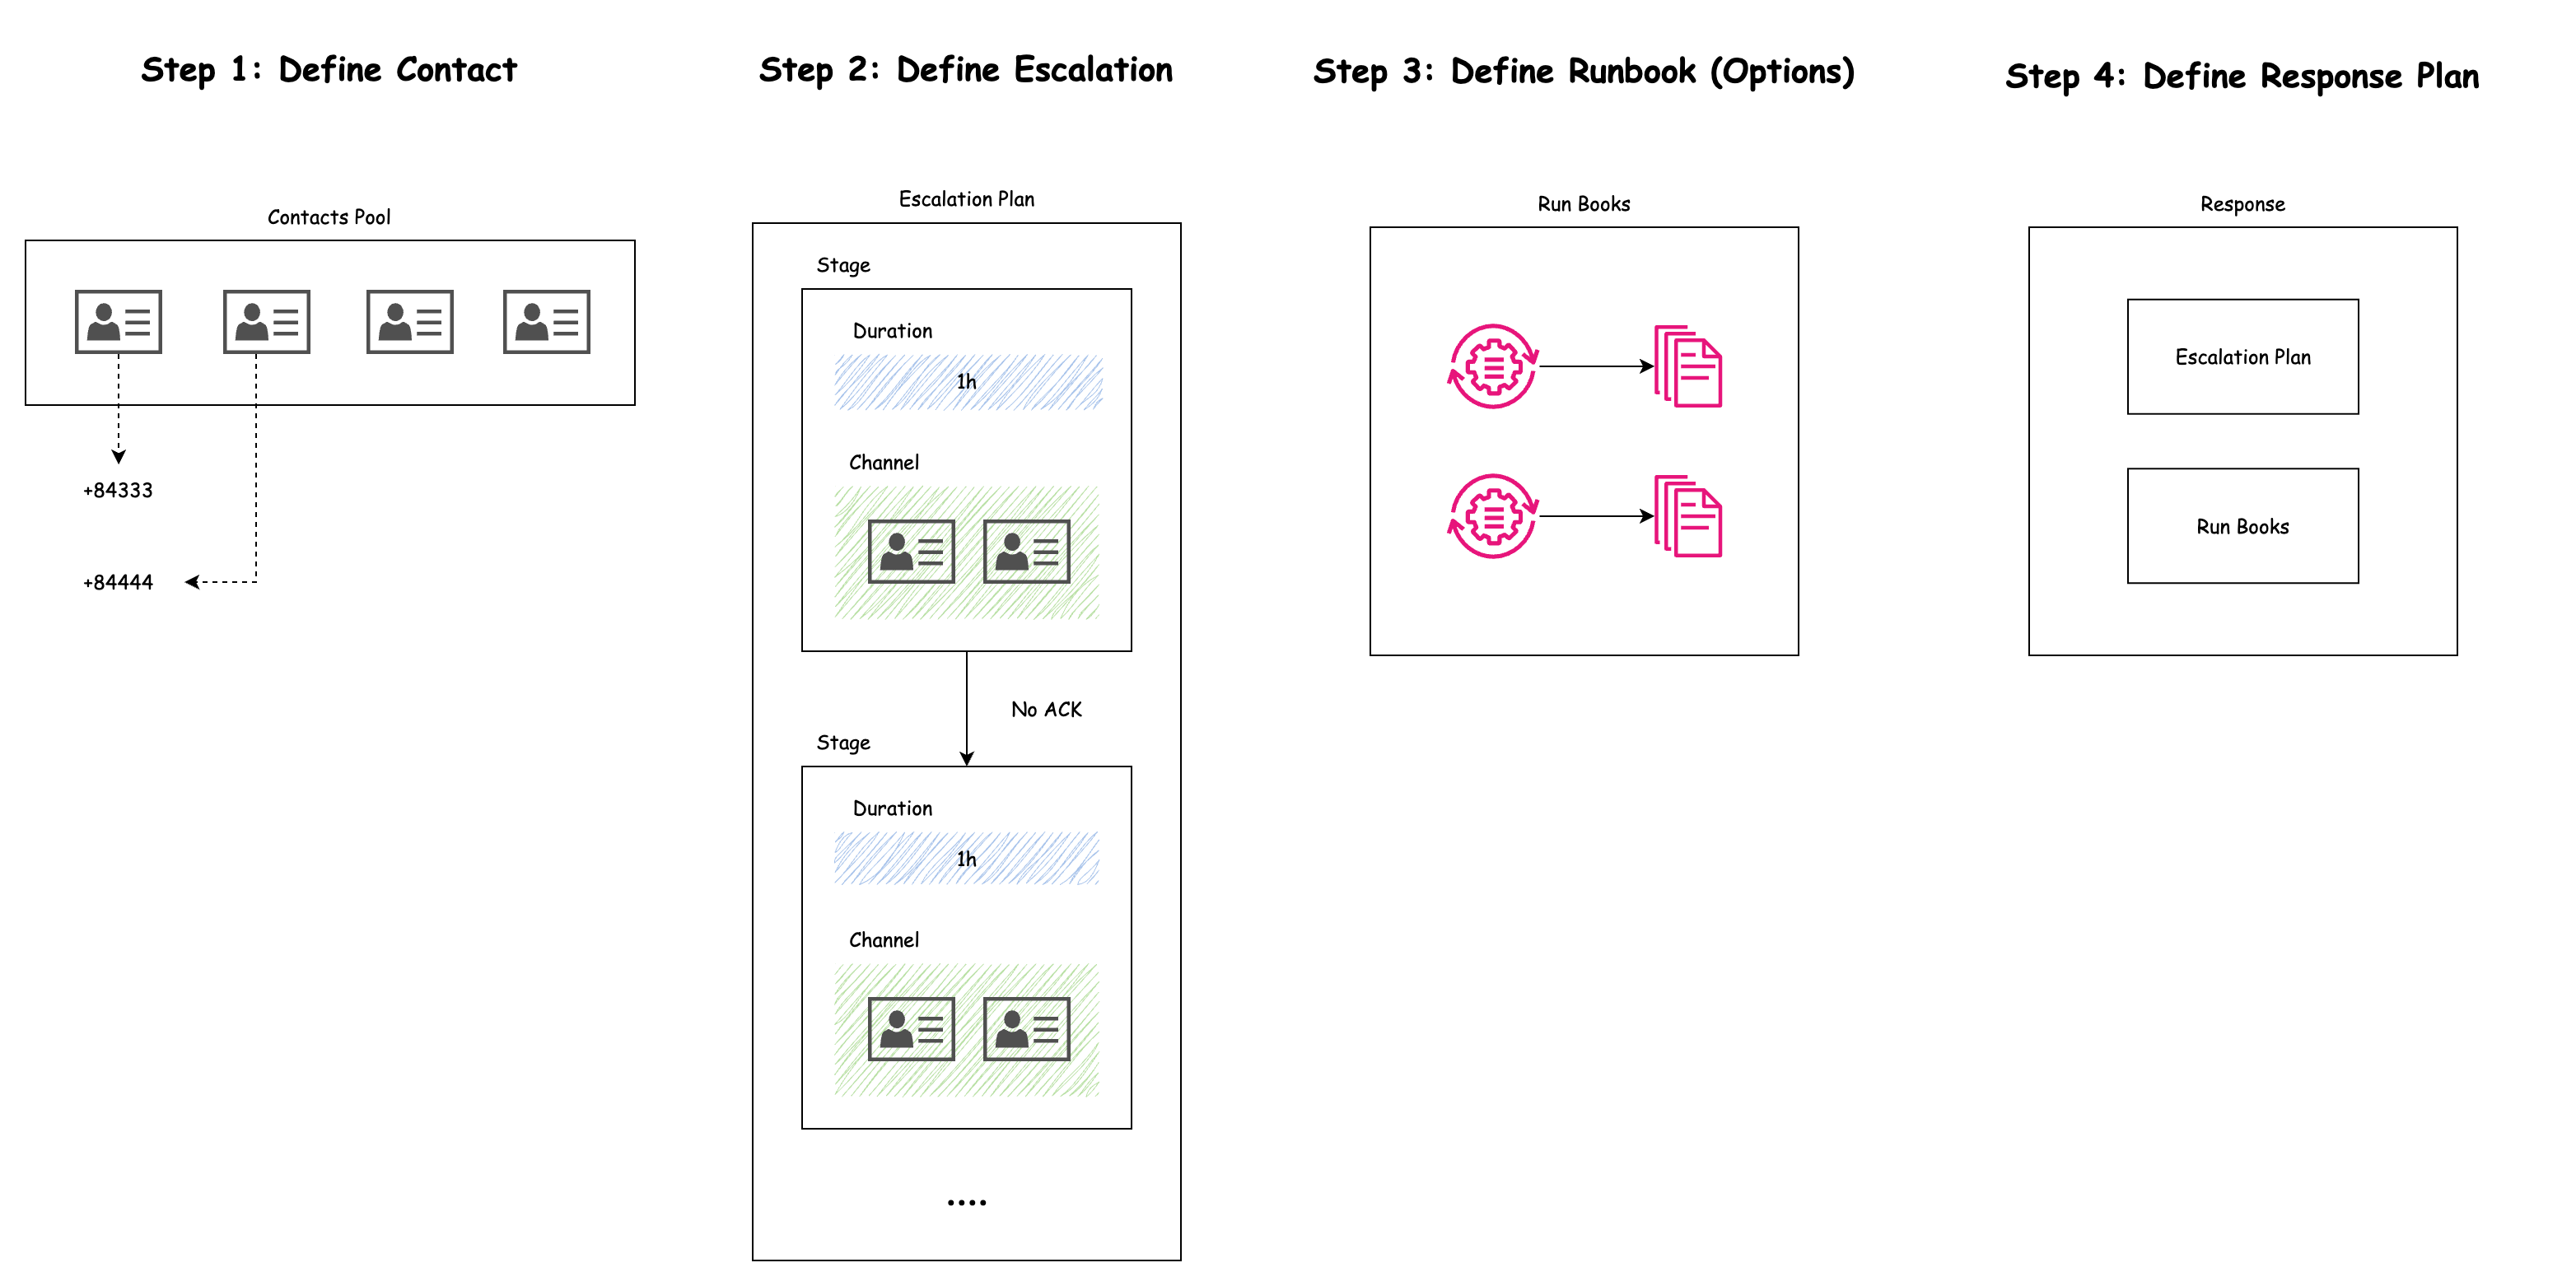 Step 1: Define Contact
Contacts Pool
+84333
+84444
Step 2: Define Escalation
Escalation Plan
Stage
Duration
1h
Channel
No ACK
Stage
Duration
1h
Channel
....
Step 3: Define Runbook (Options)
Run Books
Step 4: Define Response Plan
Response
Escalation Plan
Run Books